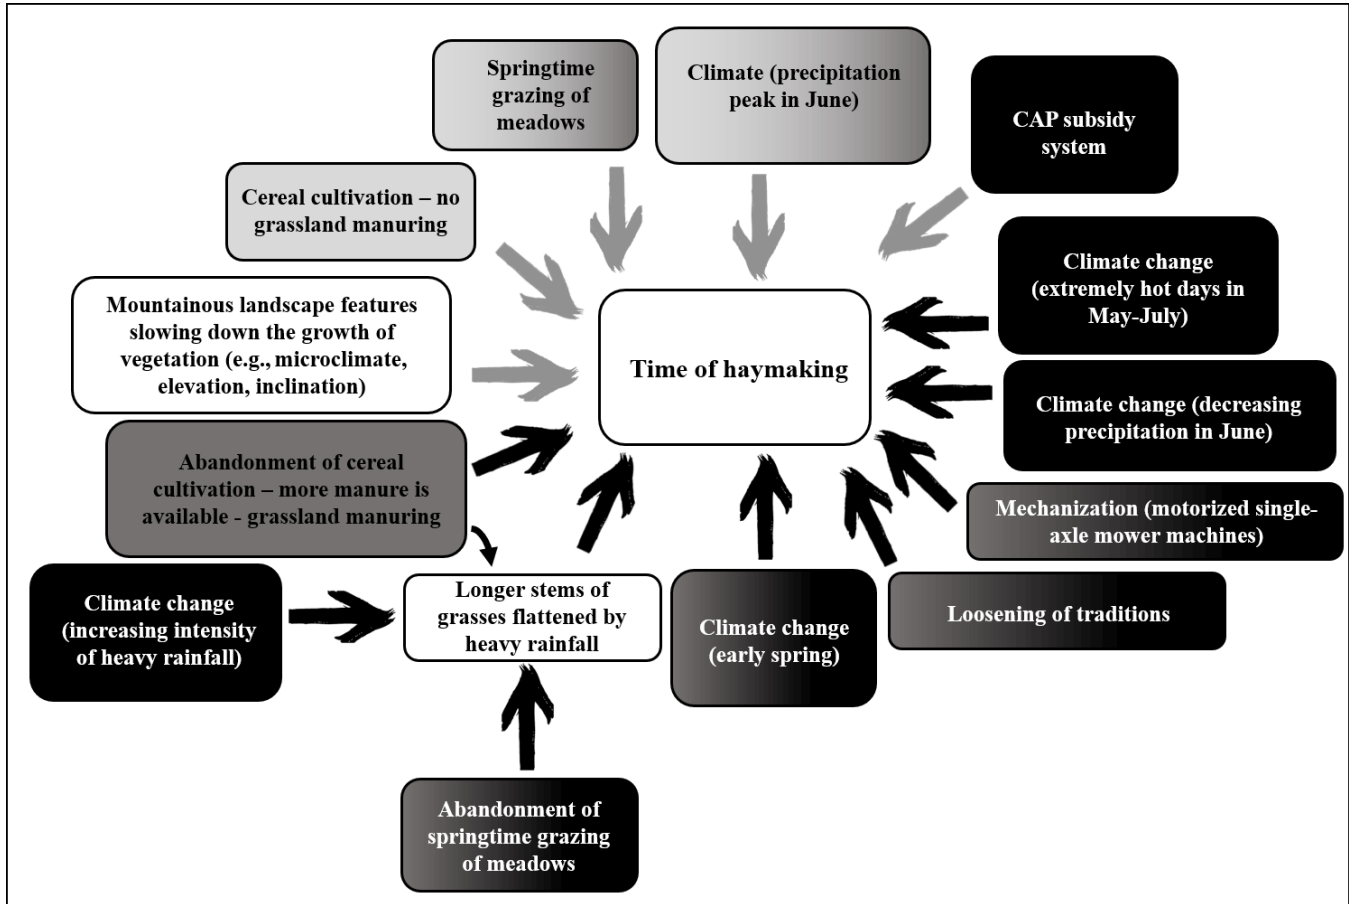 Springtime
grazing of
meadows
Climate (precipitation
peak in June)
CAP subsidy
system
Cereal cultivation – no
grassland manuring
Climate change
(extremely hot days in
May-July)
Mountainous landscape features
slowing down the growth of
vegetation (e.g., microclimate,
elevation, inclination)
Time of haymaking
Climate change (decreasing
precipitation in June)
Abandonment of cereal
cultivation – more manure is
available - grassland manuring
Mechanization (motorized single-
axle mower machines)
Climate change
(increasing intensity
of heavy rainfall)
Longer stems of
grasses flattened by
heavy rainfall
Climate change
(early spring)
Loosening of traditions
Abandonment of
springtime grazing
of meadows